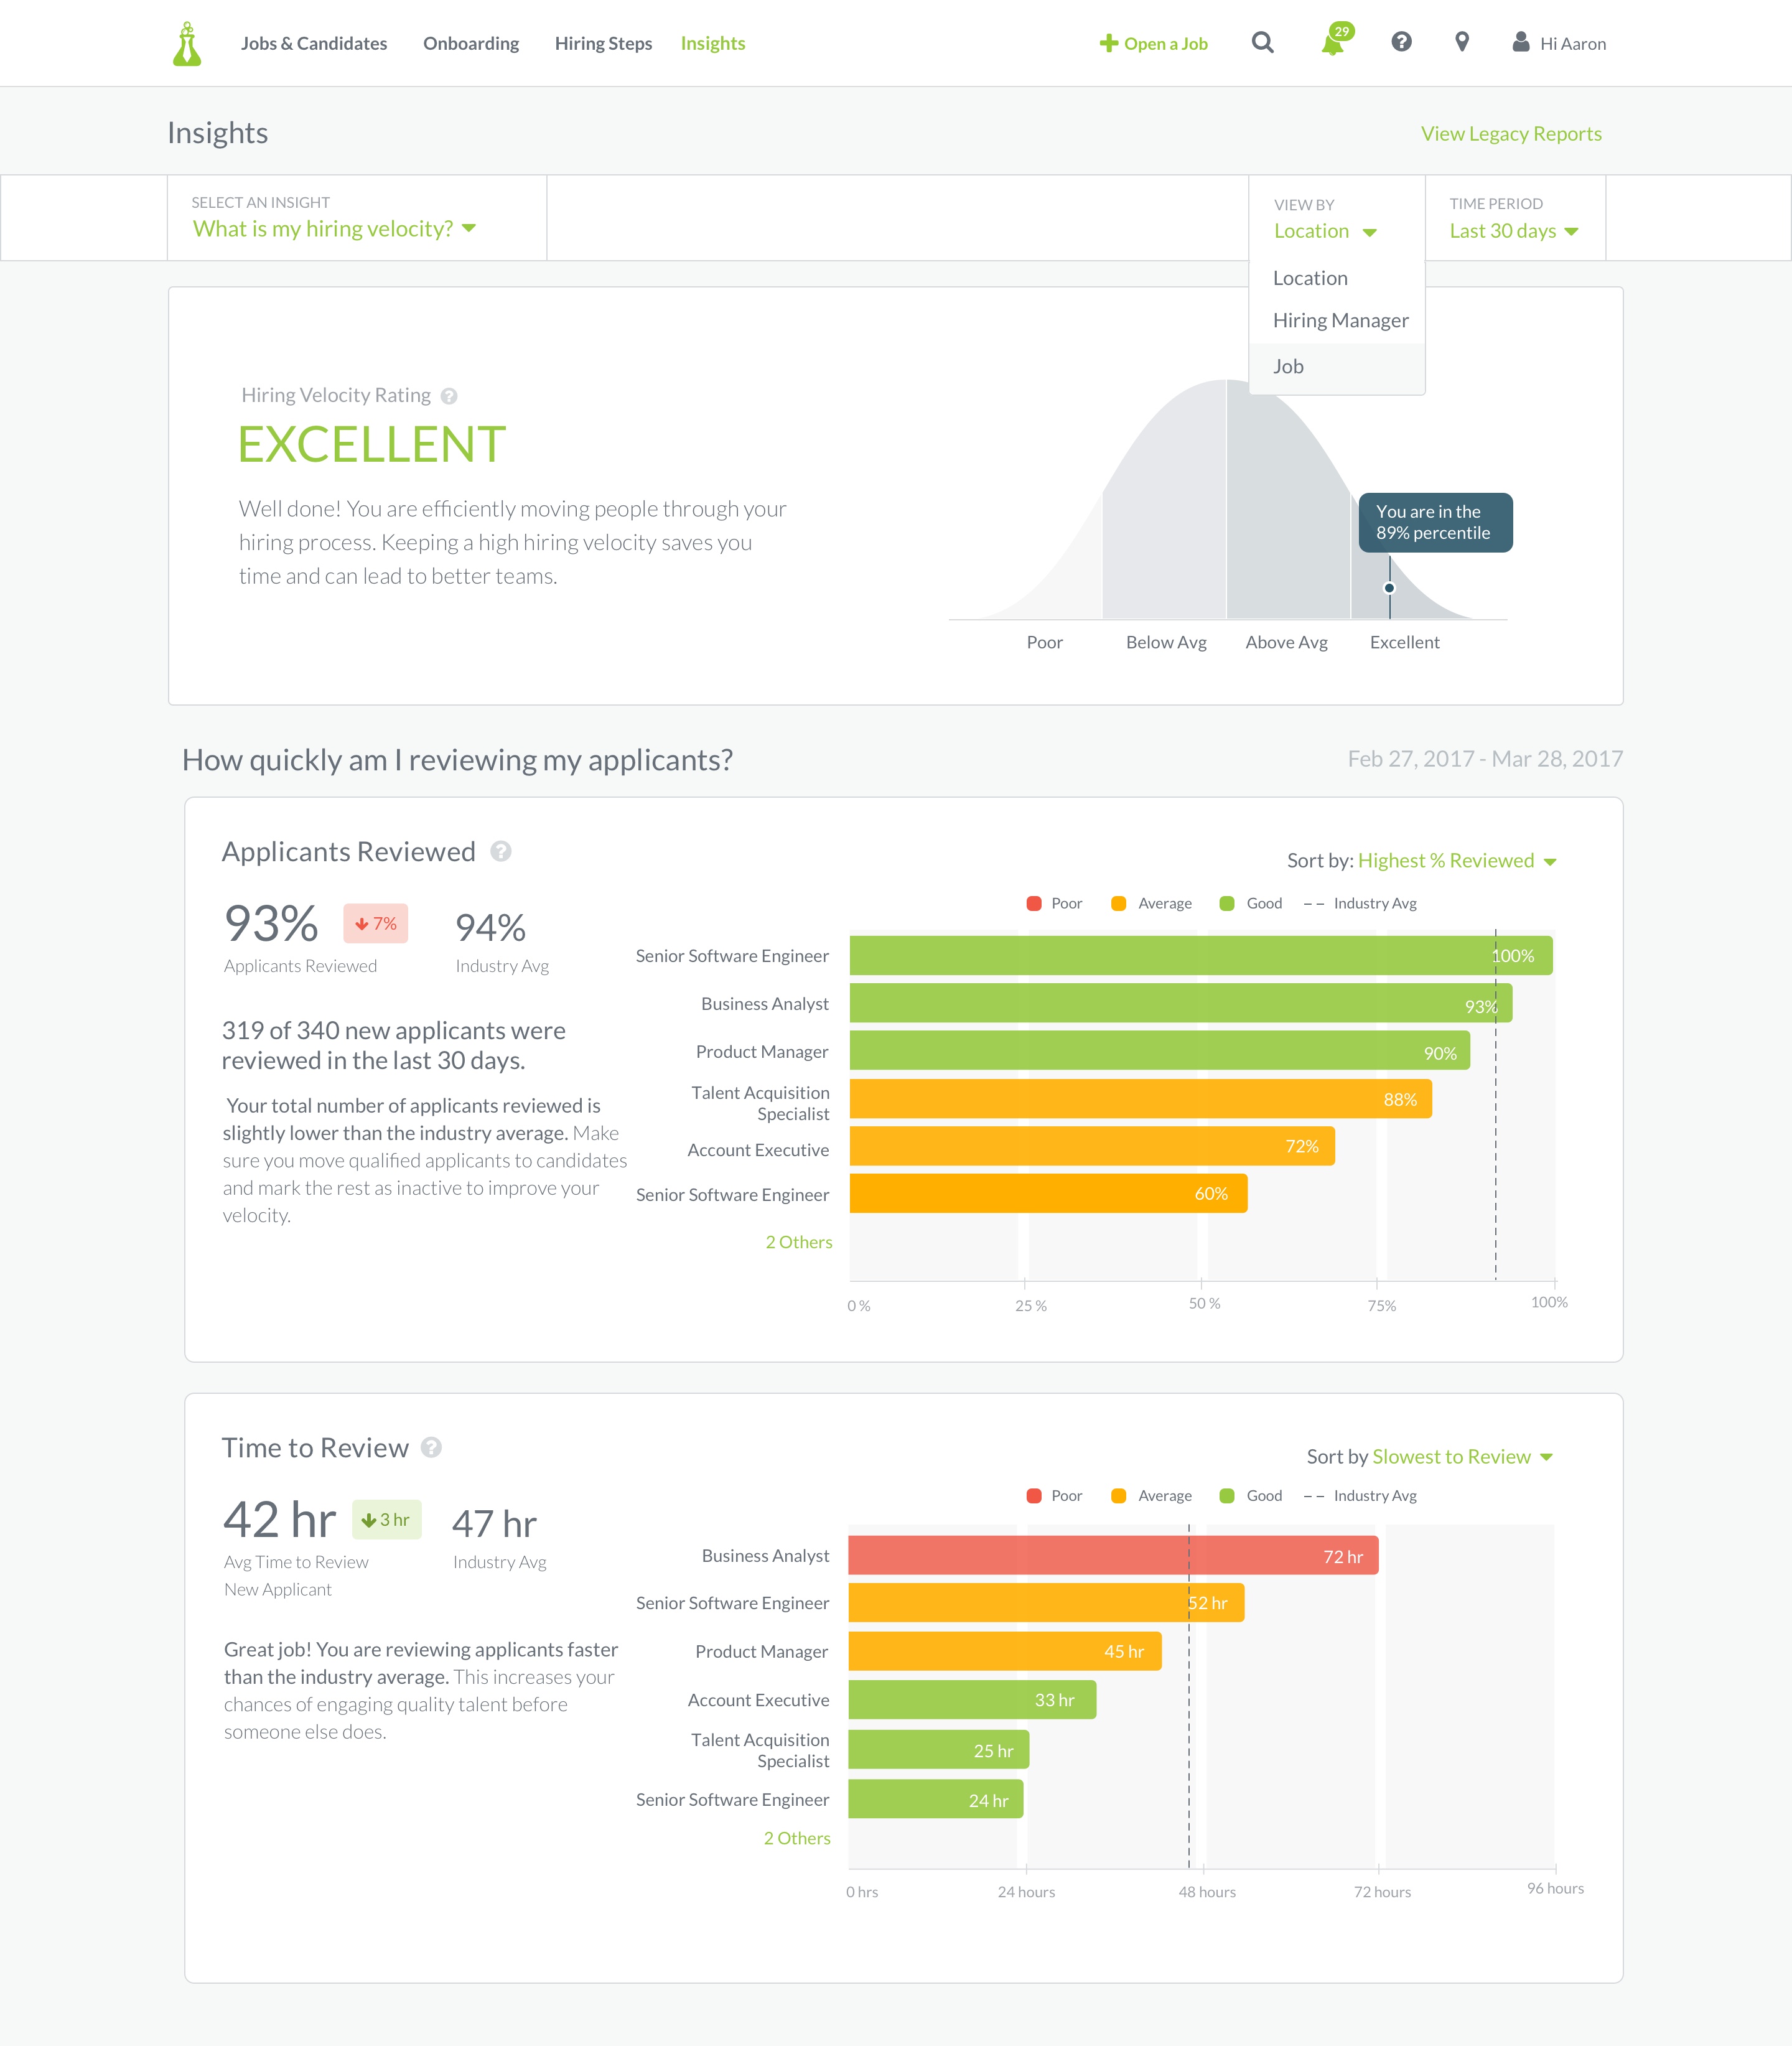 Jobs & Candidates
Onboarding
Hiring Steps
Insights
Open a Job
29
Hi Aaron
Insights
View Legacy Reports
SELECT AN INSIGHT
What is my hiring velocity?
VIEW BY
Location
Location
Hiring Manager
Job
TIME PERIOD
Last 30 days
Hiring Velocity Rating ?
EXCELLENT
Well done! You are efficiently moving people through your
hiring process. Keeping a high hiring velocity saves you
time and can lead to better teams.
You are in the
89% percentile
Poor
Below Avg
Above Avg
Excellent
How quickly am I reviewing my applicants?
Feb 27, 2017 - Mar 28, 2017
Applicants Reviewed ?
93%
7%
94%
Applicants Reviewed
Industry Avg
319 of 340 new applicants were
reviewed in the last 30 days.
Your total number of applicants reviewed is
slightly lower than the industry average. Make
sure you move qualified applicants to candidates
and mark the rest as inactive to improve your
velocity.
Sort by: Highest % Reviewed
Poor
Average
Good
Industry Avg
Senior Software Engineer
100%
Business Analyst
93%
Product Manager
90%
Talent Acquisition
Specialist
88%
Account Executive
72%
Senior Software Engineer
60%
2 Others
0 %
25 %
50 %
75%
100%
Time to Review ?
42 hr
3 hr
47 hr
Avg Time to Review
New Applicant
Industry Avg
Great job! You are reviewing applicants faster
than the industry average. This increases your
chances of engaging quality talent before
someone else does.
Sort by Slowest to Review
Poor
Average
Good
Industry Avg
Business Analyst
72 hr
Senior Software Engineer
52 hr
Product Manager
45 hr
Account Executive
33 hr
Talent Acquisition
Specialist
25 hr
Senior Software Engineer
24 hr
2 Others
0 hrs
24 hours
48 hours
72 hours
96 hours